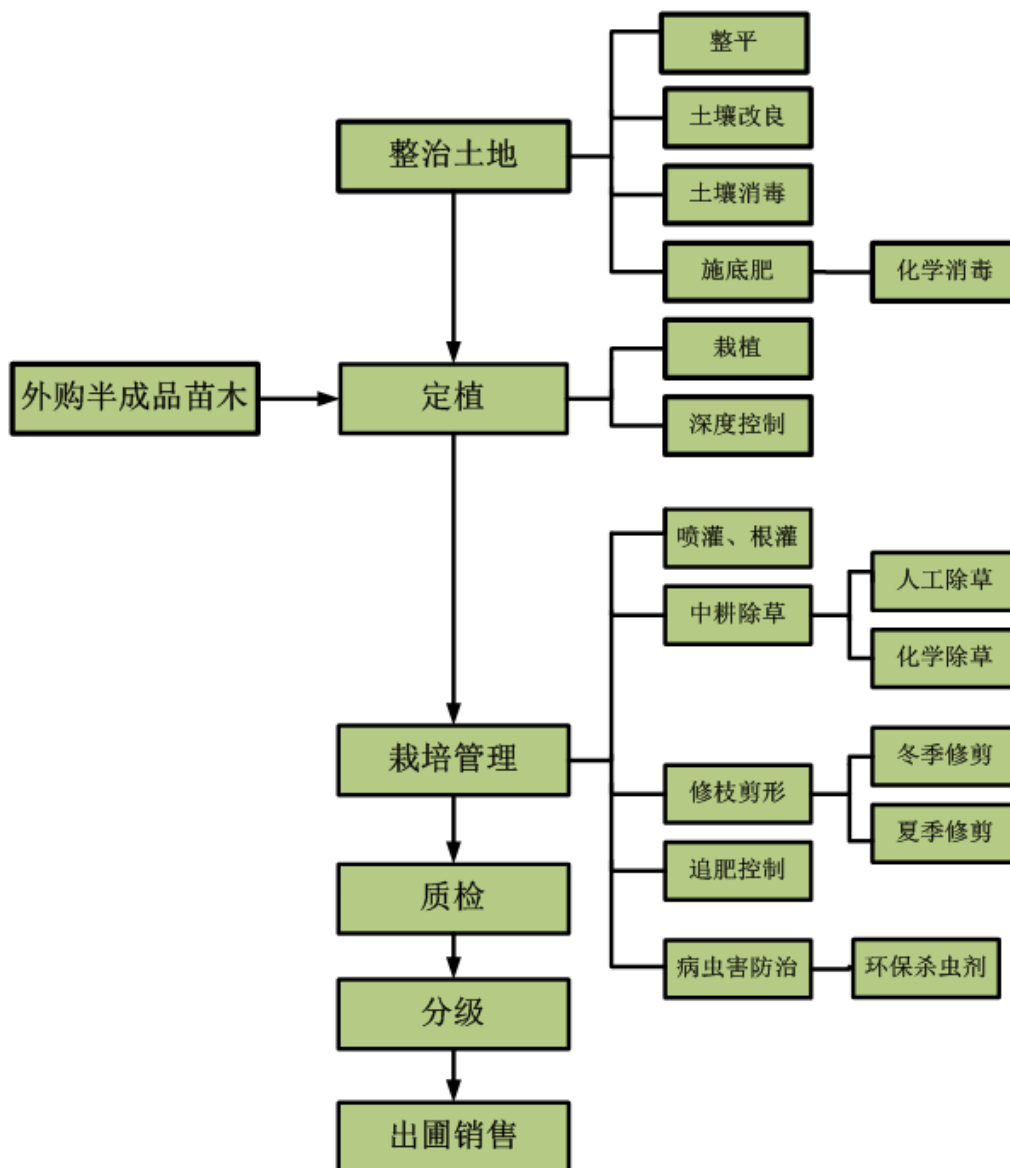 整平
土壤改良
整治土地
土壤消毒
施底肥
化学消毒
栽植
外购半成品苗木
定植
深度控制
喷灌、根灌
人工除草
中耕除草
化学除草
栽培管理
冬季修剪
修枝剪形
夏季修剪
追肥控制
质检
病虫害防治
环保杀虫剂
分级
出圃销售